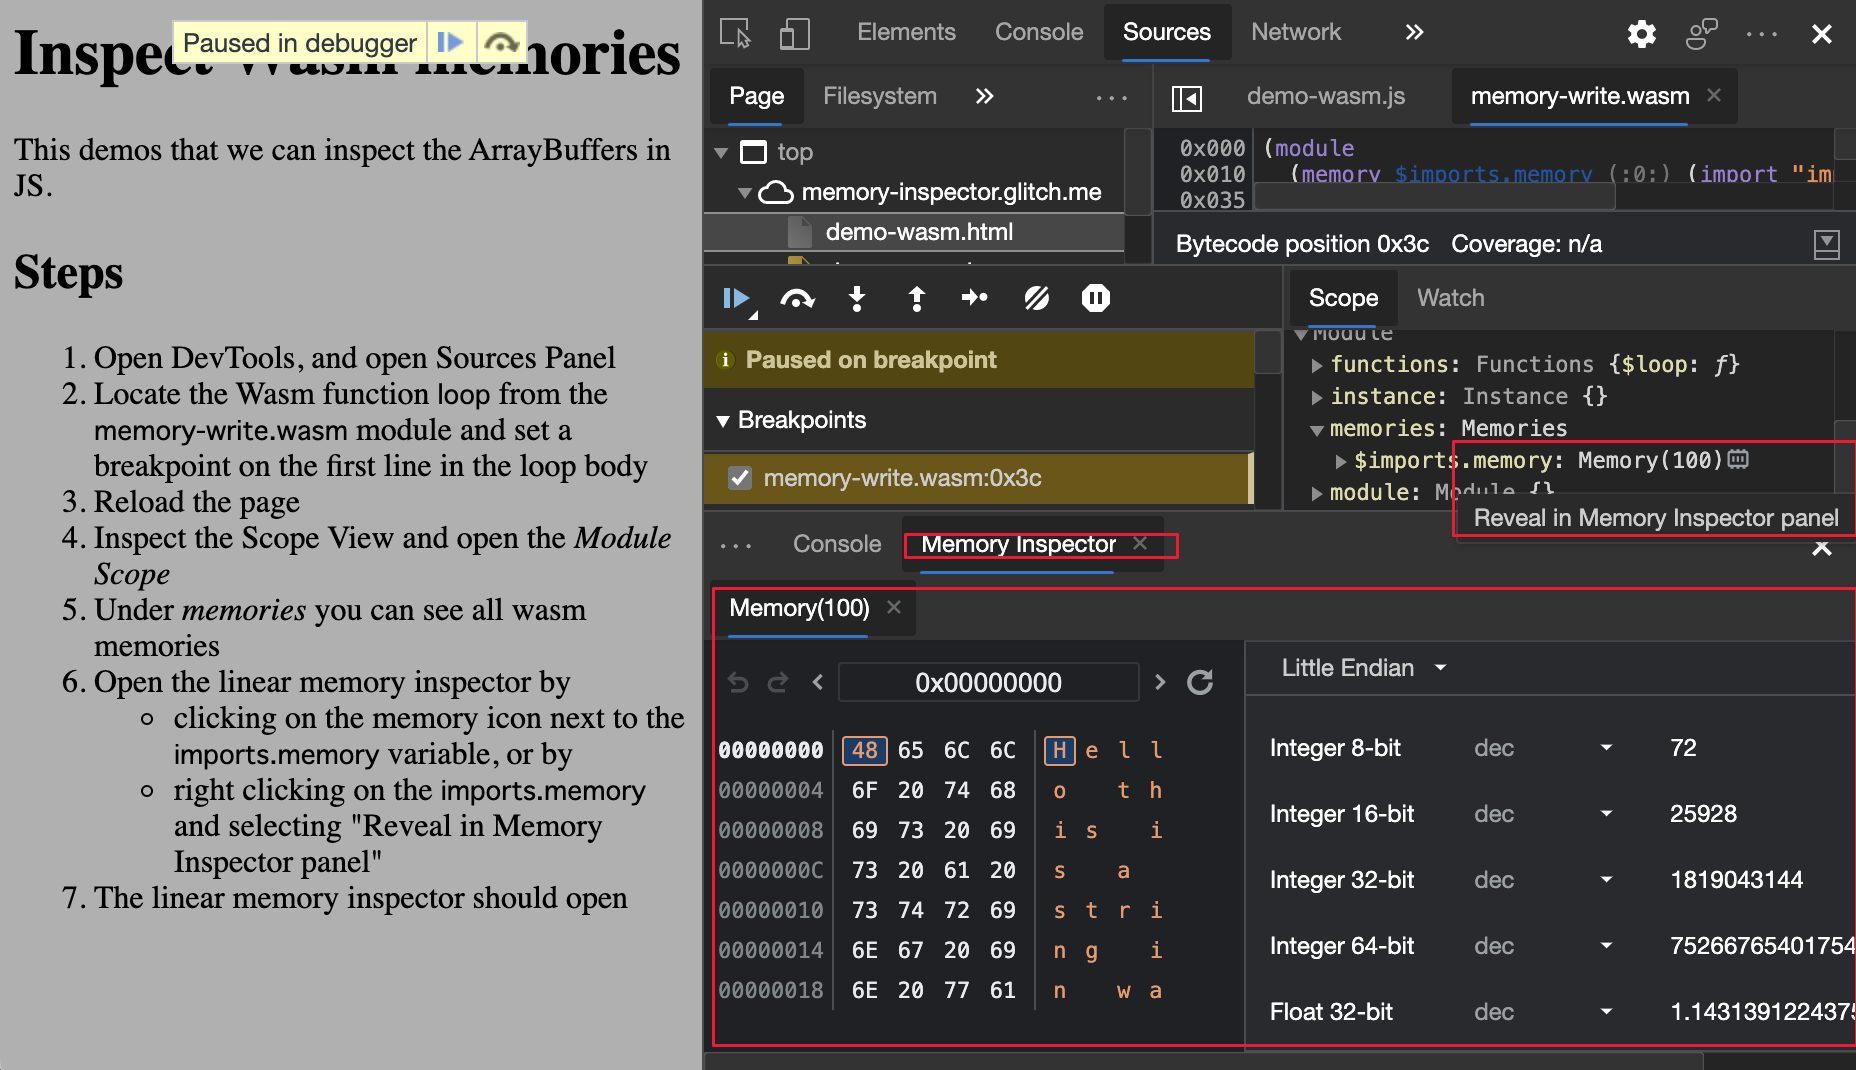 Paused in debugger
Inspect Wasm memories
This demos that we can inspect the ArrayBuffers in
JS.
Steps
1. Open DevTools, and open Sources Panel
2. Locate the Wasm function loop from the
memory-write.wasm module and set a
breakpoint on the first line in the loop body
3. Reload the page
4. Inspect the Scope View and open the Module
Scope
5. Under memories you can see all wasm
memories
6. Open the linear memory inspector by
clicking on the memory icon next to the
imports.memory variable, or by
right clicking on the imports.memory
and selecting "Reveal in Memory
Inspector panel"
7. The linear memory inspector should open
Elements Console Sources Network
Page Filesystem
demo-wasm.js memory-write.wasm
top
memory-inspector.glitch.me
demo-wasm.html
0x000 (module
0x010 (memory $imports.memory (;0;) (import "im
0x035
Bytecode position 0x3c Coverage: n/a
Paused on breakpoint
Breakpoints
memory-write.wasm:0x3c
Scope Watch
Module
functions: Functions {$loop: ƒ}
instance: Instance {}
memories: Memories
$imports.memory: Memory(100)
module: Module {}
Reveal in Memory Inspector panel
Console Memory Inspector
Memory(100)
0x00000000
00000000 48 65 6C 6C H e l l
00000004 6F 20 74 68 o t h
00000008 69 73 20 69 i s i
0000000C 73 20 61 20 s a
00000010 73 74 72 69 s t r i
00000014 6E 67 20 69 n g i
00000018 6E 20 77 61 n w a
Little Endian
Integer 8-bit dec 72
Integer 16-bit dec 25928
Integer 32-bit dec 1819043144
Integer 64-bit dec 75266765401754
Float 32-bit dec 1.1431391224375